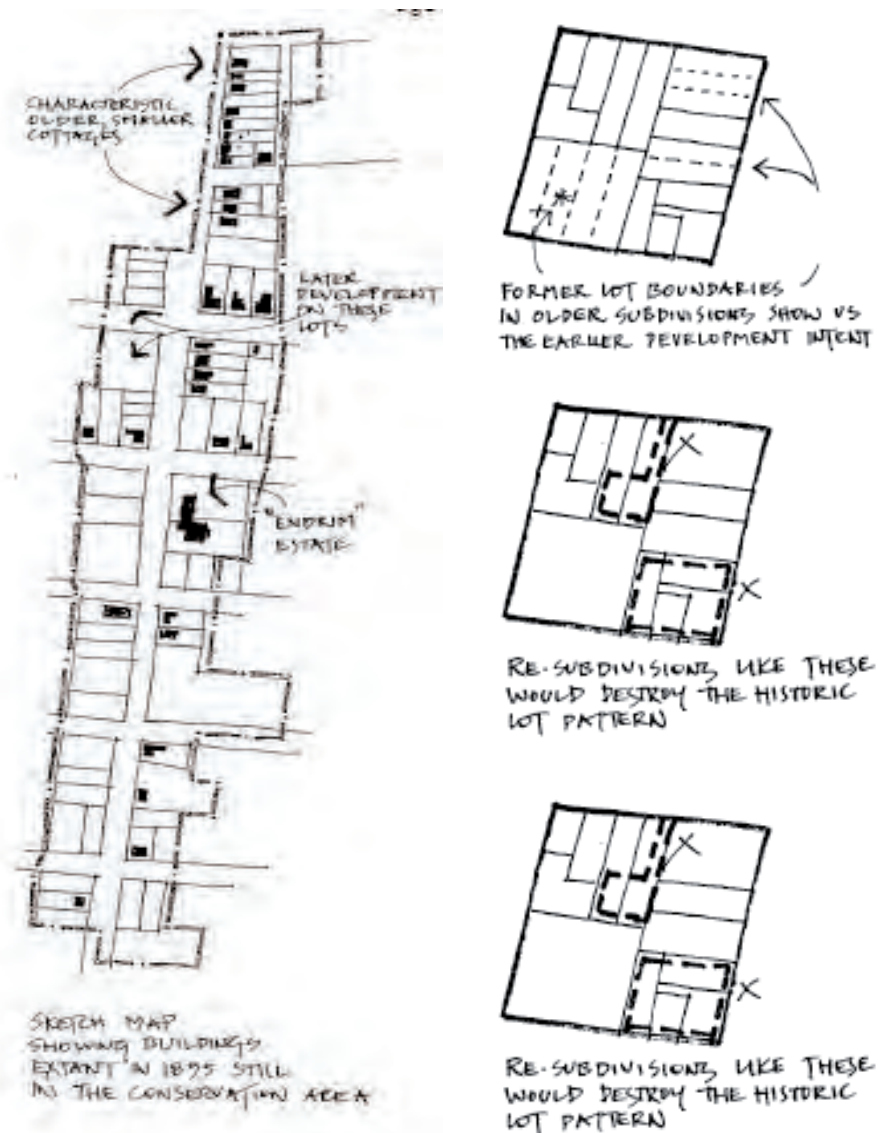 CHARACTERISTIC
OLDER, SMALLER
COTTAGES
LATER
DEVELOPMENT
ON THESE
LOTS
"ENDRIM"
ESTATE
SKETCH MAP
SHOWING BUILDINGS
EXTANT IN 1895 STILL
IN THE CONSERVATION AREA
FORMER LOT BOUNDARIES
IN OLDER SUBDIVISIONS SHOW US
THE EARLIER DEVELOPMENT INTENT
RE-SUBDIVISIONS LIKE THESE
WOULD DESTROY THE HISTORIC
LOT PATTERN
RE-SUBDIVISIONS LIKE THESE
WOULD DESTROY THE HISTORIC
LOT PATTERN